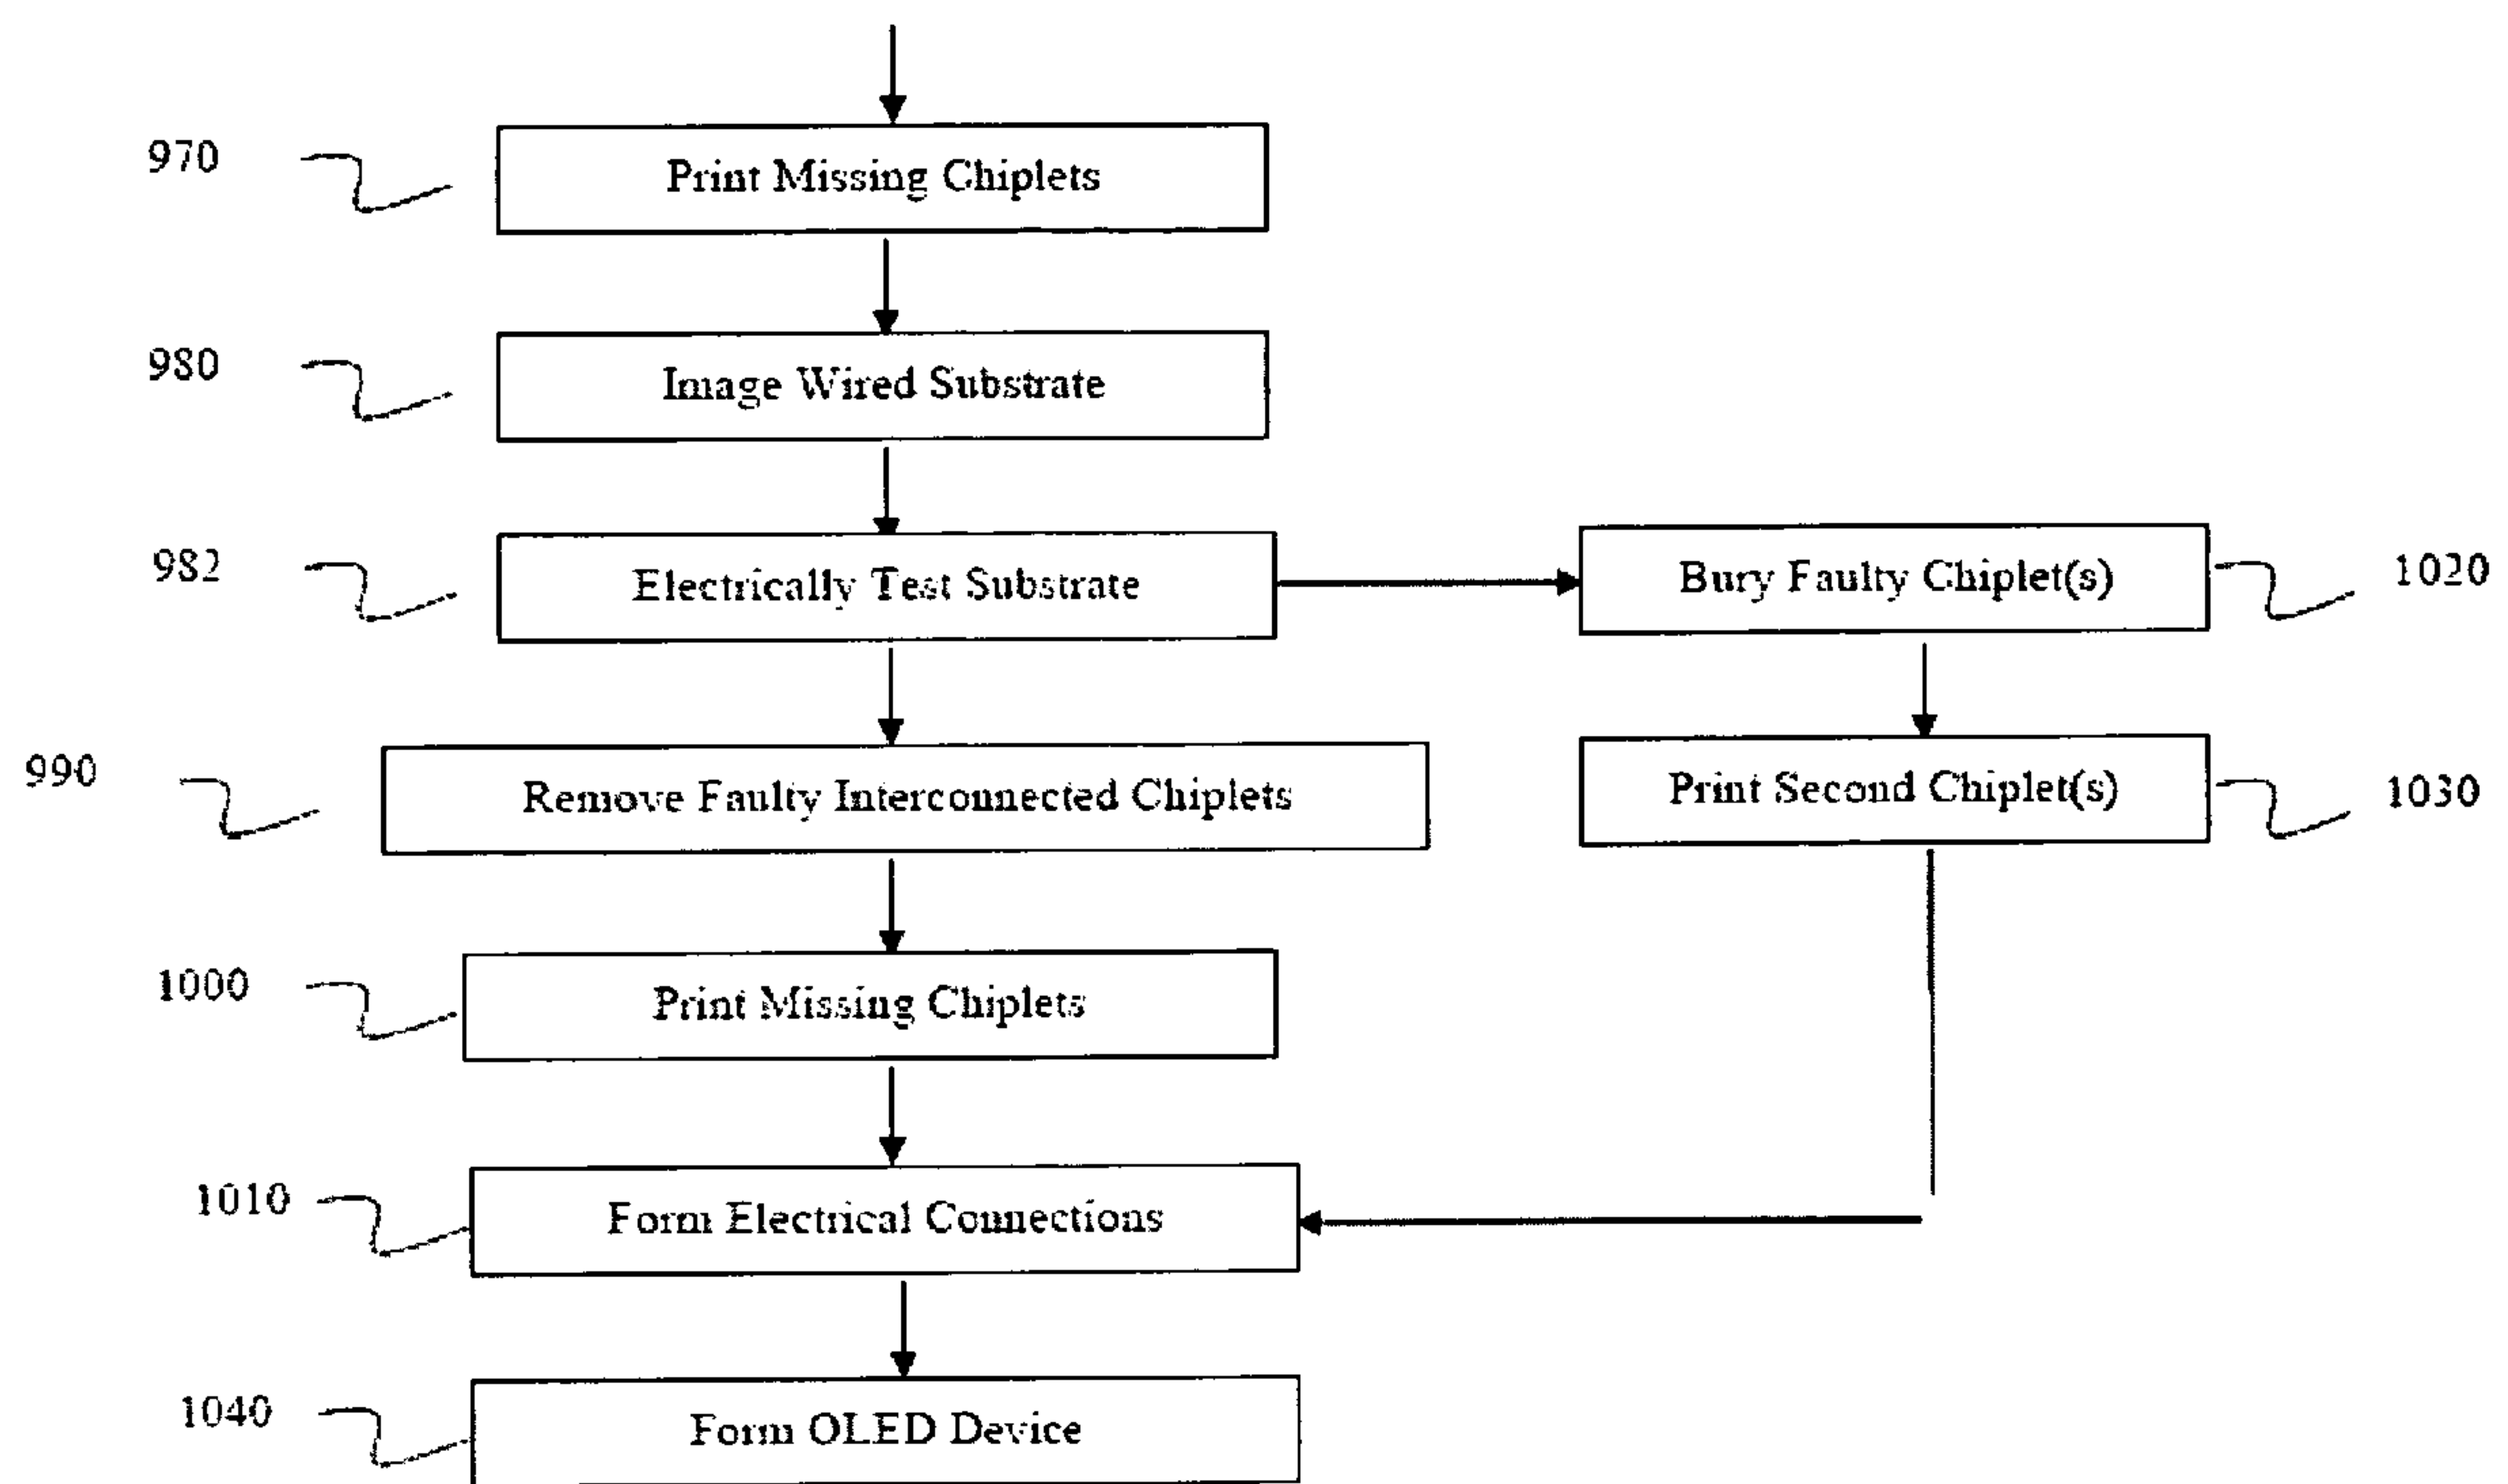 970
Print Missing Chiplets
980
Image Wired Substrate
982
Electrically Test Substrate
Bury Faulty Chiplet(s)
1020
990
Remove Faulty Interconnected Chiplets
Print Second Chiplet(s)
1030
1000
Print Missing Chiplets
1010
Form Electrical Connections
1040
Form OLED Device